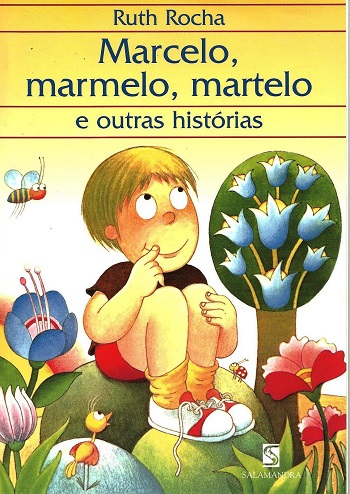 Ruth Rocha
Marcelo,
marmelo, martelo
e outras histórias
S
SALAMANDRA